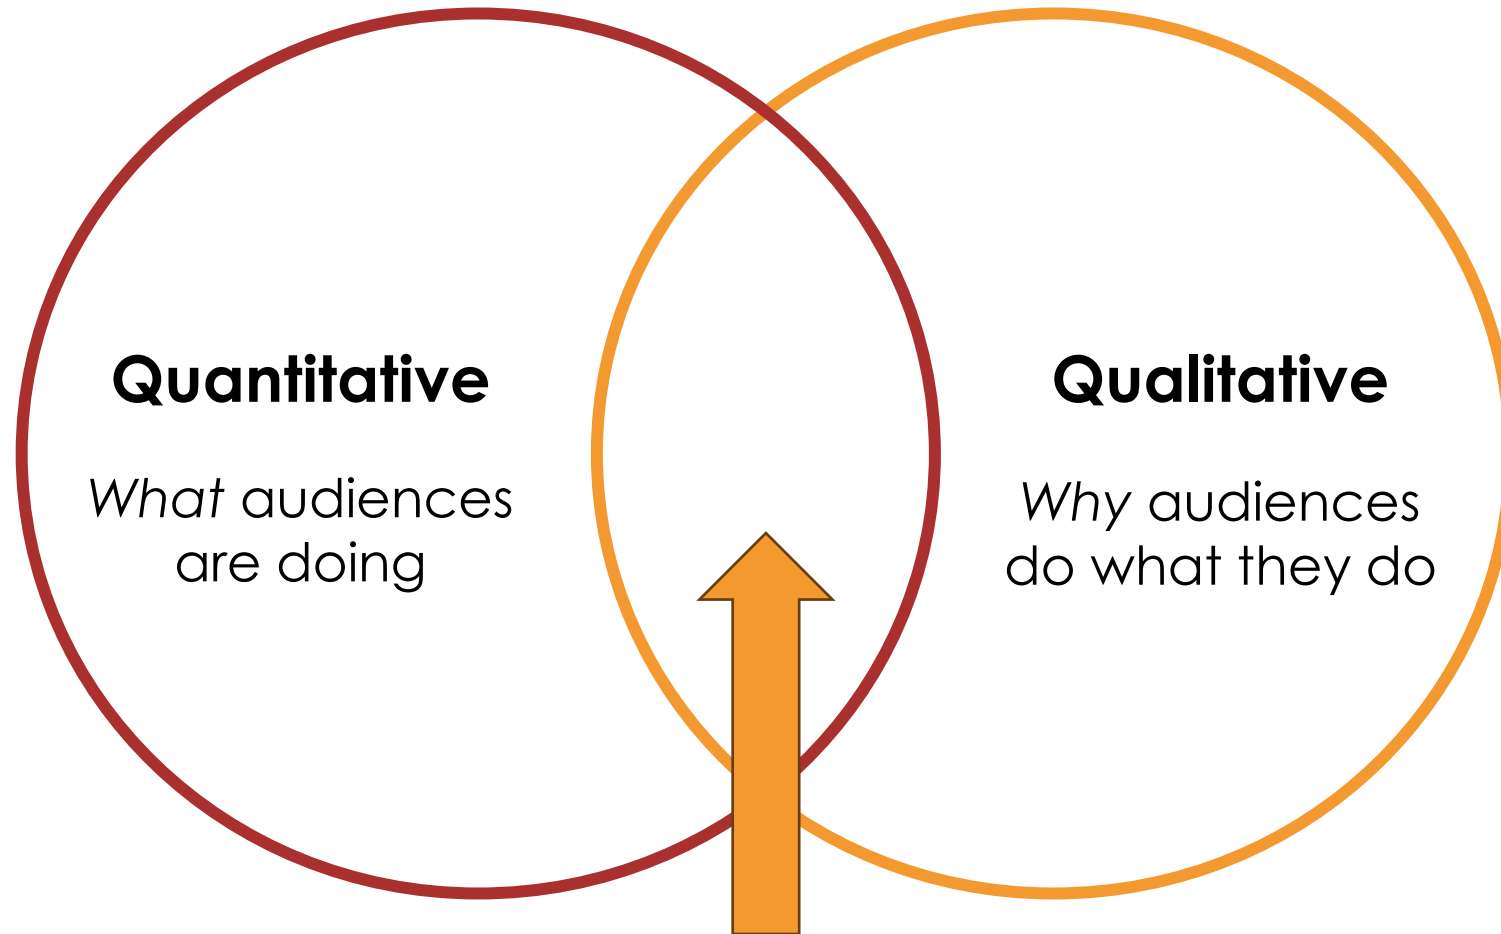 Quantitative
What audiences
are doing
Qualitative
Why audiences
do what they do